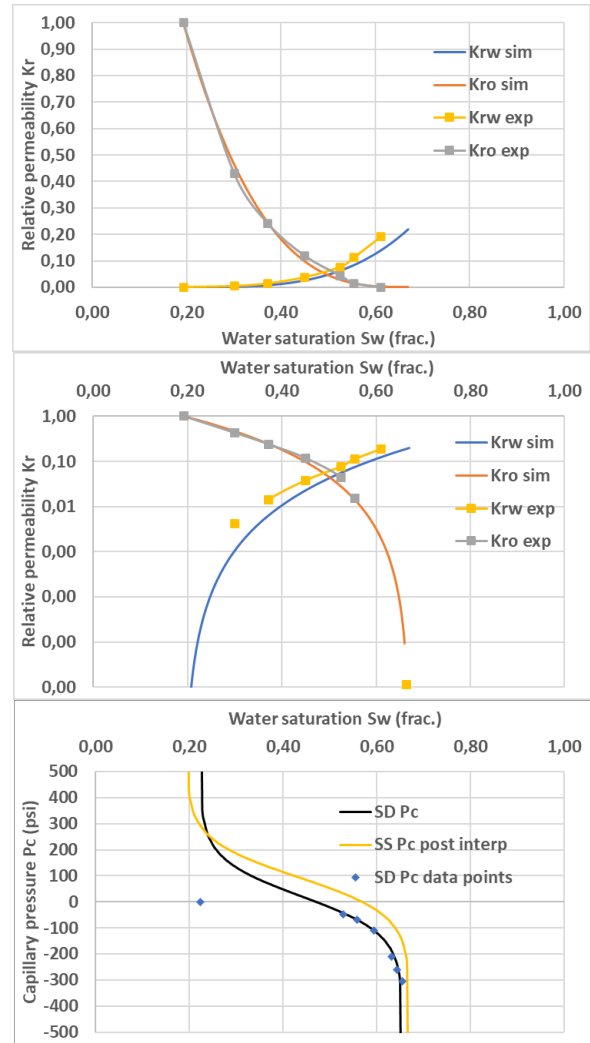 1,00
0,90
0,80
0,70
0,60
0,50
0,40
0,30
0,20
0,10
0,00
Relative permeability Kr
Krw sim
Kro sim
Krw exp
Kro exp
0,00 0,20 0,40 0,60 0,80 1,00
Water saturation Sw (frac.)
Water saturation Sw (frac.)
0,00 0,20 0,40 0,60 0,80 1,00
1,00
0,10
0,01
0,00
0,00
0,00
0,00
Relative permeability Kr
Krw sim
Kro sim
Krw exp
Kro exp
Water saturation Sw (frac.)
0,00 0,20 0,40 0,60 0,80 1,00
500
400
300
200
100
0
-100
-200
-300
-400
-500
Capillary pressure Pc (psi)
SD Pc
SS Pc post interp
SD Pc data points